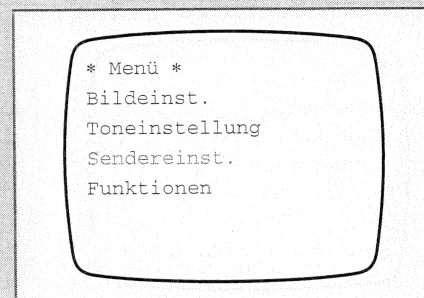 * Menü *
Bildeinst.
Toneinstellung
Sendereinst.
Funktionen